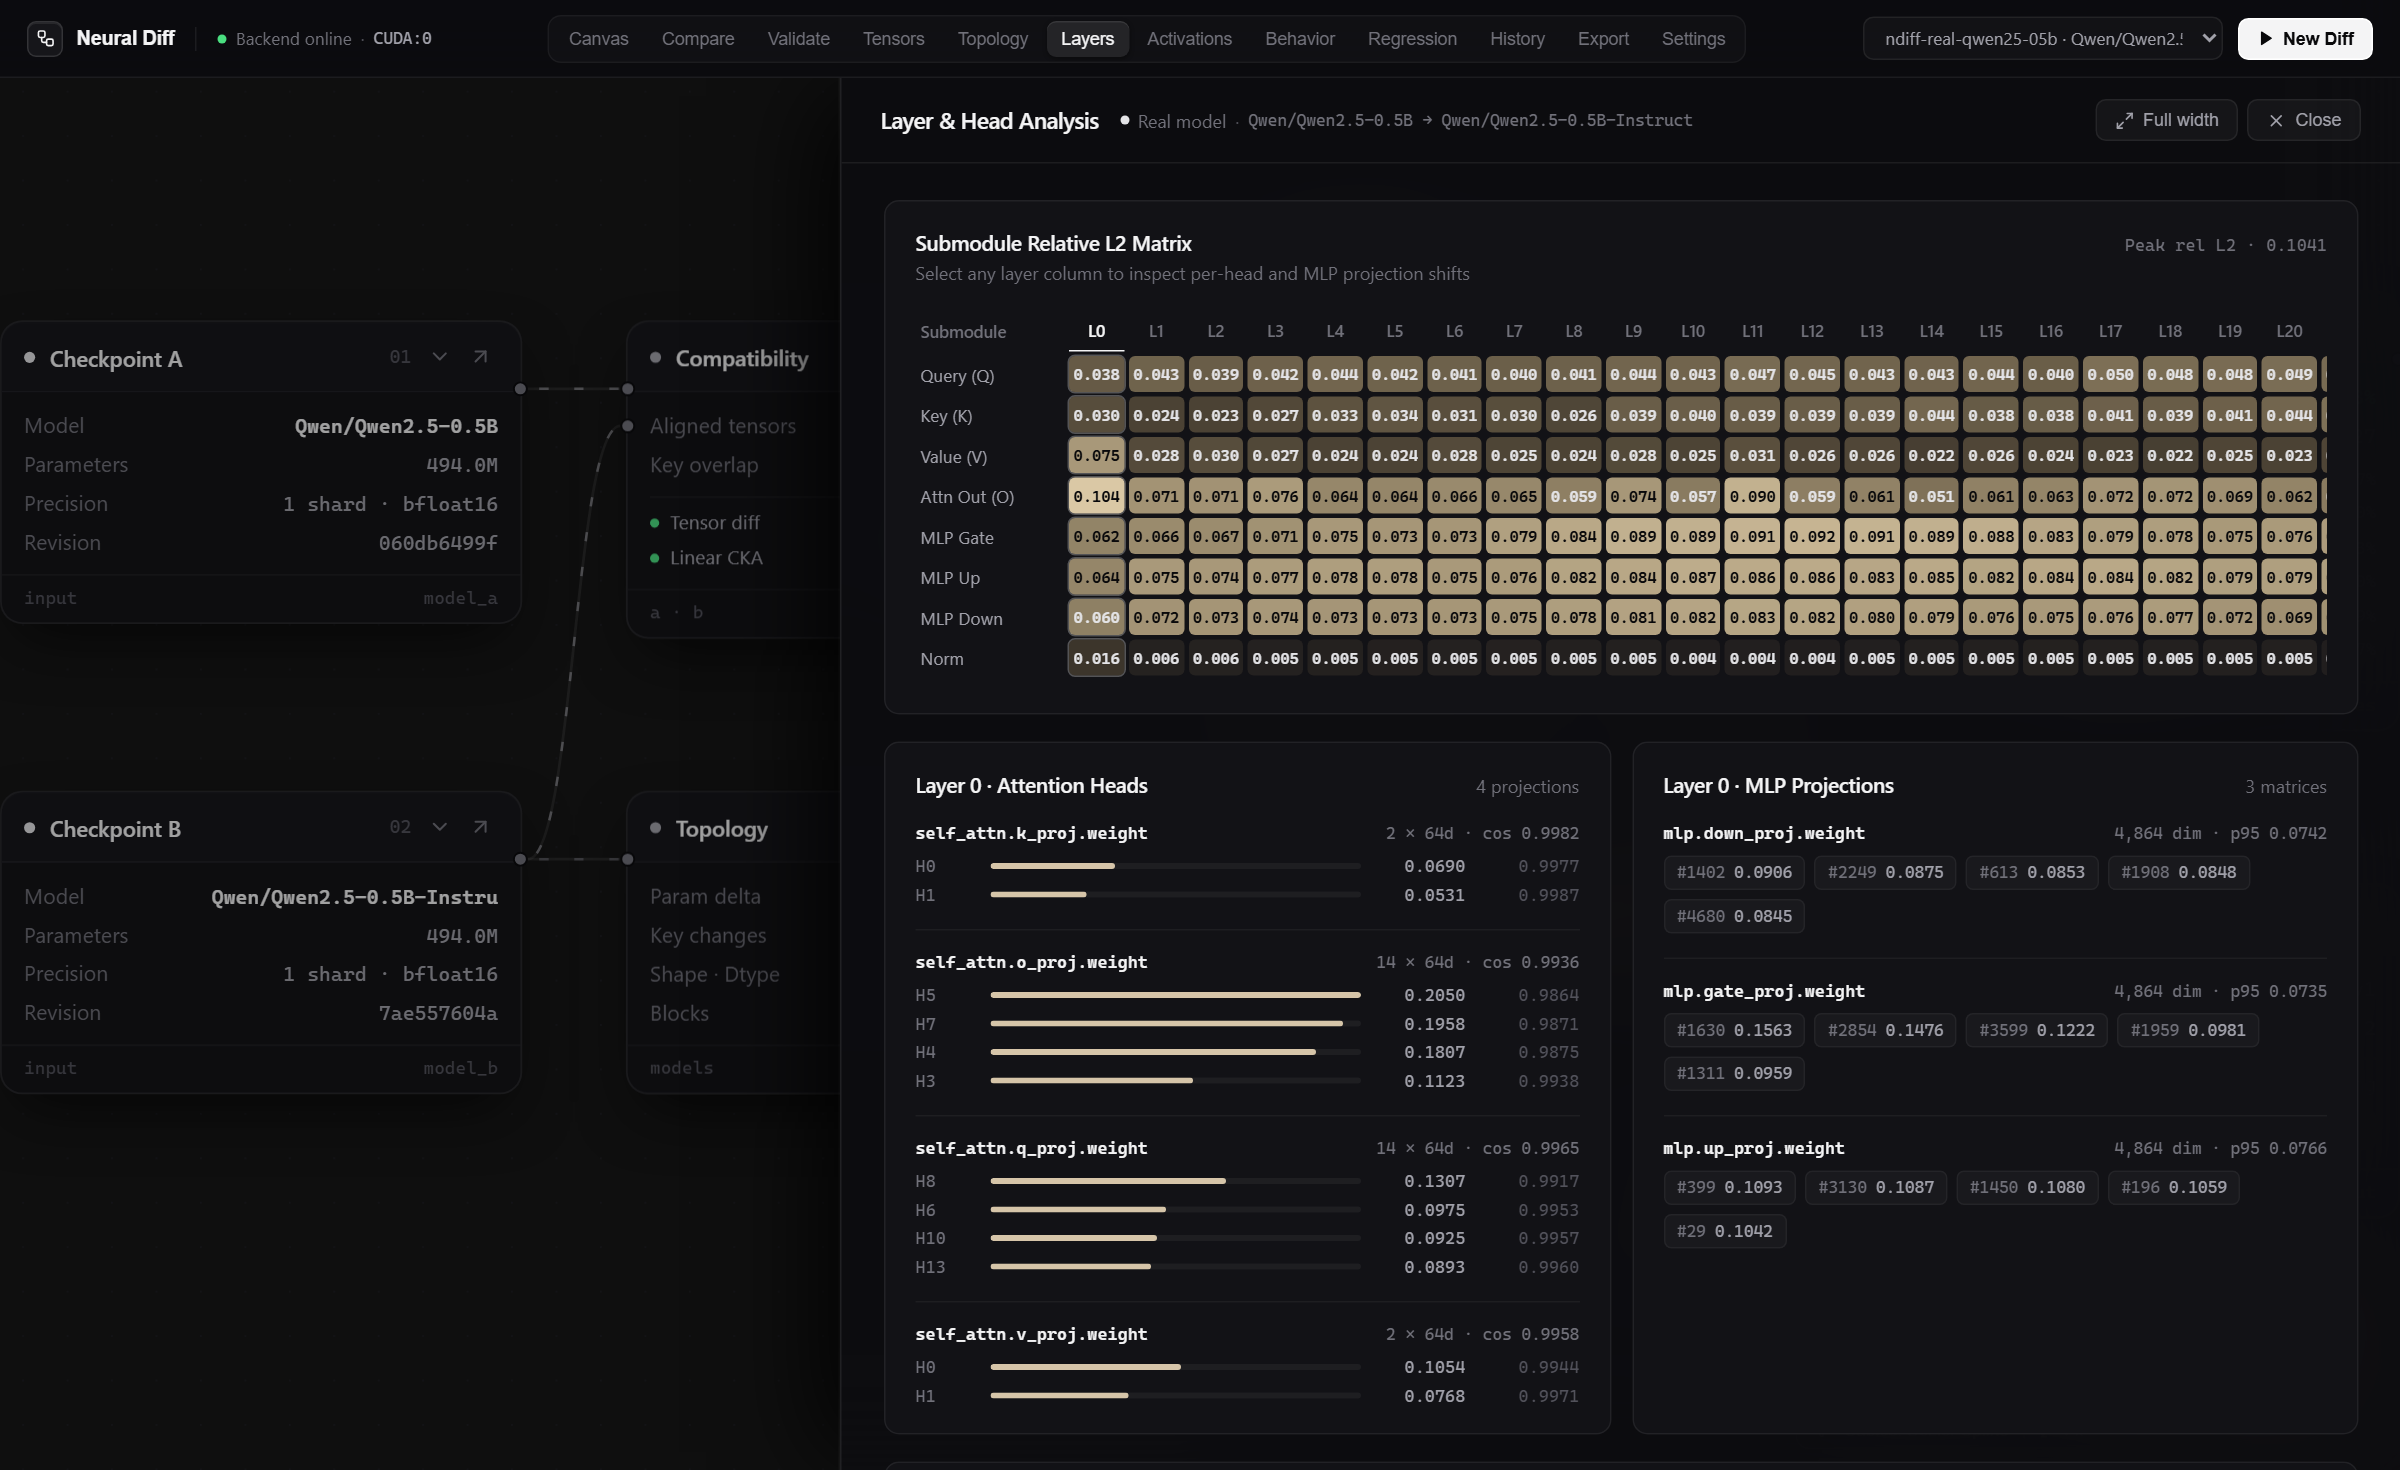 Neural Diff
Backend online · CUDA:0
Canvas Compare Validate Tensors Topology Layers Activations Behavior Regression History Export Settings
ndiff-real-qwen25-05b · Qwen/Qwen2.5
New Diff
Checkpoint A 01
Model Qwen/Qwen2.5-0.5B
Parameters 494.0M
Precision 1 shard · bfloat16
Revision 060db6499f
input model_a
Compatibility
Aligned tensors
Key overlap
Tensor diff
Linear CKA
a · b
Checkpoint B 02
Model Qwen/Qwen2.5-0.5B-Instru
Parameters 494.0M
Precision 1 shard · bfloat16
Revision 7ae557604a
input model_b
Topology
Param delta
Key changes
Shape · Dtype
Blocks
models
Layer & Head Analysis Real model · Qwen/Qwen2.5-0.5B → Qwen/Qwen2.5-0.5B-Instruct
Full width
Close
Submodule Relative L2 Matrix Peak rel L2 · 0.1041
Select any layer column to inspect per-head and MLP projection shifts
Submodule L0 L1 L2 L3 L4 L5 L6 L7 L8 L9 L10 L11 L12 L13 L14 L15 L16 L17 L18 L19 L20
Query (Q) 0.038 0.043 0.039 0.042 0.044 0.042 0.041 0.040 0.041 0.044 0.043 0.047 0.045 0.043 0.043 0.044 0.040 0.050 0.048 0.048 0.049
Key (K) 0.030 0.024 0.023 0.027 0.033 0.034 0.031 0.030 0.026 0.039 0.040 0.039 0.039 0.039 0.044 0.038 0.038 0.041 0.039 0.041 0.044
Value (V) 0.075 0.028 0.030 0.027 0.024 0.024 0.028 0.025 0.024 0.028 0.025 0.031 0.026 0.026 0.022 0.026 0.024 0.023 0.022 0.025 0.023
Attn Out (O) 0.104 0.071 0.071 0.076 0.064 0.064 0.066 0.065 0.059 0.074 0.057 0.090 0.059 0.061 0.051 0.061 0.063 0.072 0.072 0.069 0.062
MLP Gate 0.062 0.066 0.067 0.071 0.075 0.073 0.073 0.079 0.084 0.089 0.089 0.091 0.092 0.091 0.089 0.088 0.083 0.079 0.078 0.075 0.076
MLP Up 0.064 0.075 0.074 0.077 0.078 0.078 0.075 0.076 0.082 0.084 0.087 0.086 0.086 0.083 0.085 0.082 0.084 0.084 0.082 0.079 0.079
MLP Down 0.060 0.072 0.073 0.074 0.073 0.073 0.073 0.075 0.078 0.081 0.082 0.083 0.082 0.080 0.079 0.076 0.075 0.076 0.077 0.072 0.069
Norm 0.016 0.006 0.006 0.005 0.005 0.005 0.005 0.005 0.005 0.005 0.004 0.004 0.004 0.005 0.005 0.005 0.005 0.005 0.005 0.005 0.005
Layer 0 · Attention Heads 4 projections
self_attn.k_proj.weight 2 × 64d · cos 0.9982
H0 0.0690 0.9977
H1 0.0531 0.9987
self_attn.o_proj.weight 14 × 64d · cos 0.9936
H5 0.2050 0.9864
H7 0.1958 0.9871
H4 0.1807 0.9875
H3 0.1123 0.9938
self_attn.q_proj.weight 14 × 64d · cos 0.9965
H8 0.1307 0.9917
H6 0.0975 0.9953
H10 0.0925 0.9957
H13 0.0893 0.9960
self_attn.v_proj.weight 2 × 64d · cos 0.9958
H0 0.1054 0.9944
H1 0.0768 0.9971
Layer 0 · MLP Projections 3 matrices
mlp.down_proj.weight 4,864 dim · p95 0.0742
#1402 0.0906 #2249 0.0875 #613 0.0853 #1908 0.0848
#4680 0.0845
mlp.gate_proj.weight 4,864 dim · p95 0.0735
#1630 0.1563 #2854 0.1476 #3599 0.1222 #1959 0.0981
#1311 0.0959
mlp.up_proj.weight 4,864 dim · p95 0.0766
#399 0.1093 #3130 0.1087 #1450 0.1080 #196 0.1059
#29 0.1042